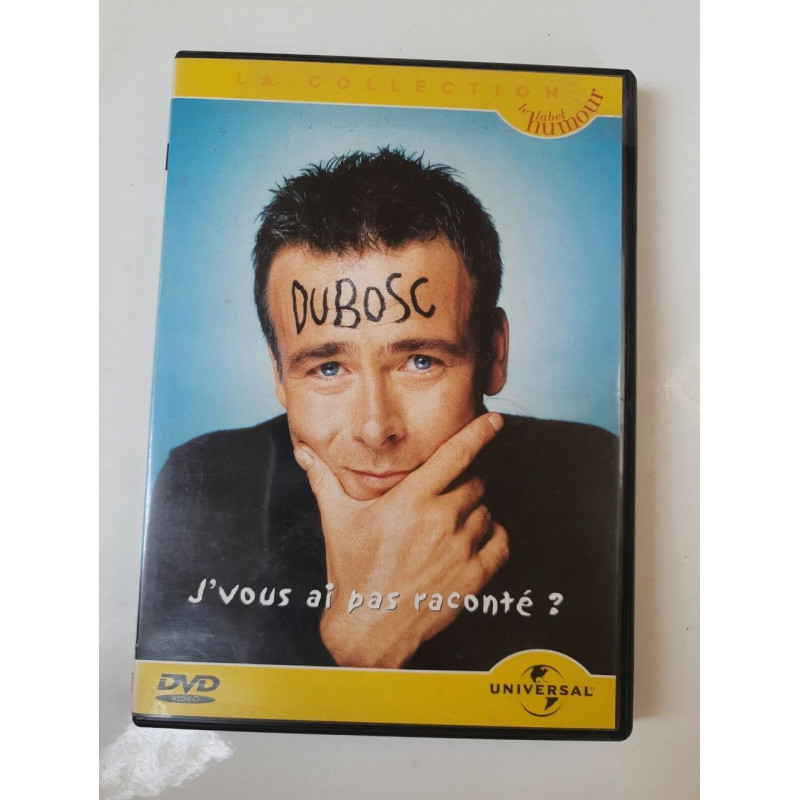 LA COLLECTION
le label
humour
DUBOSC
J'vous ai pas raconté ?
DVD
VIDEO
UNIVERSAL